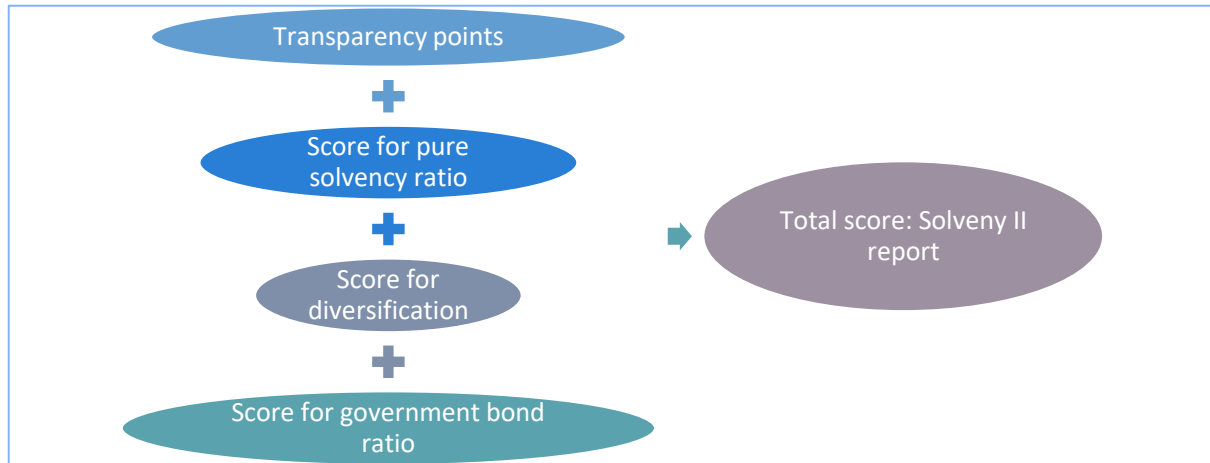 Transparency points
Score for pure
solvency ratio
Score for
diversification
Score for government bond
ratio
Total score: Solveny II
report